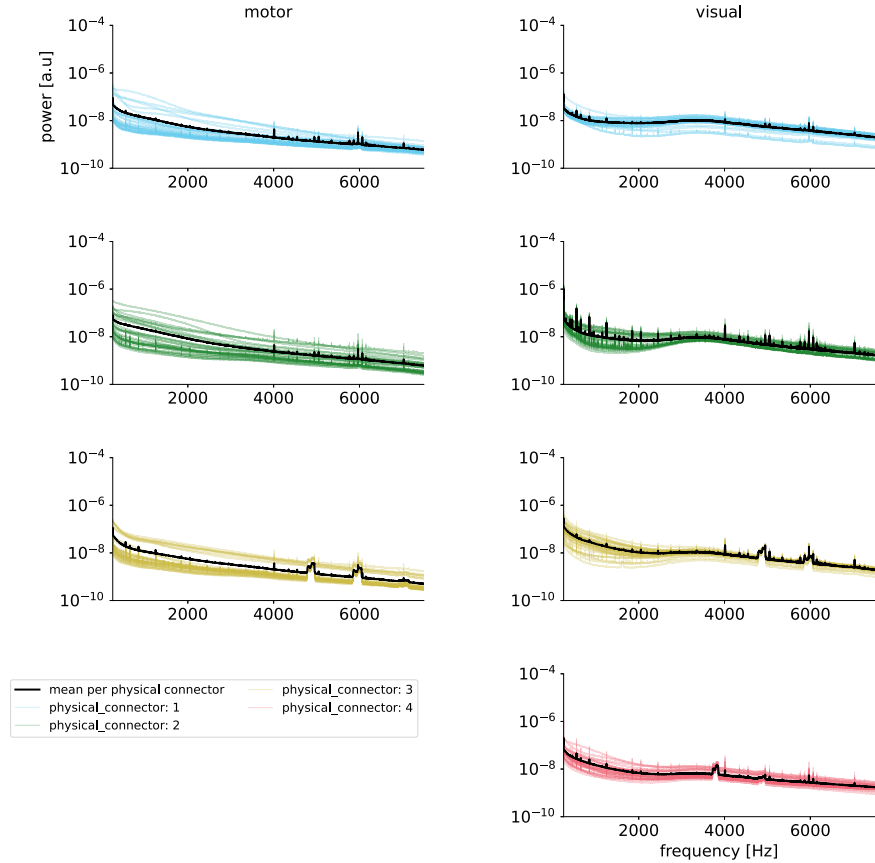 motor
visual
power [a.u]
10⁻⁴
10⁻⁶
10⁻⁸
10⁻¹⁰
2000 4000 6000
10⁻⁴
10⁻⁶
10⁻⁸
10⁻¹⁰
2000 4000 6000
10⁻⁴
10⁻⁶
10⁻⁸
10⁻¹⁰
2000 4000 6000
10⁻⁴
10⁻⁶
10⁻⁸
10⁻¹⁰
2000 4000 6000
10⁻⁴
10⁻⁶
10⁻⁸
10⁻¹⁰
2000 4000 6000
10⁻⁴
10⁻�6
10⁻⁸
10⁻¹⁰
2000 4000 6000
mean per physical connector
physical_connector: 1
physical_connector: 2
physical_connector: 3
physical_connector: 4
10⁻⁴
10⁻⁶
10⁻⁸
10⁻¹⁰
2000 4000 6000
frequency [Hz]